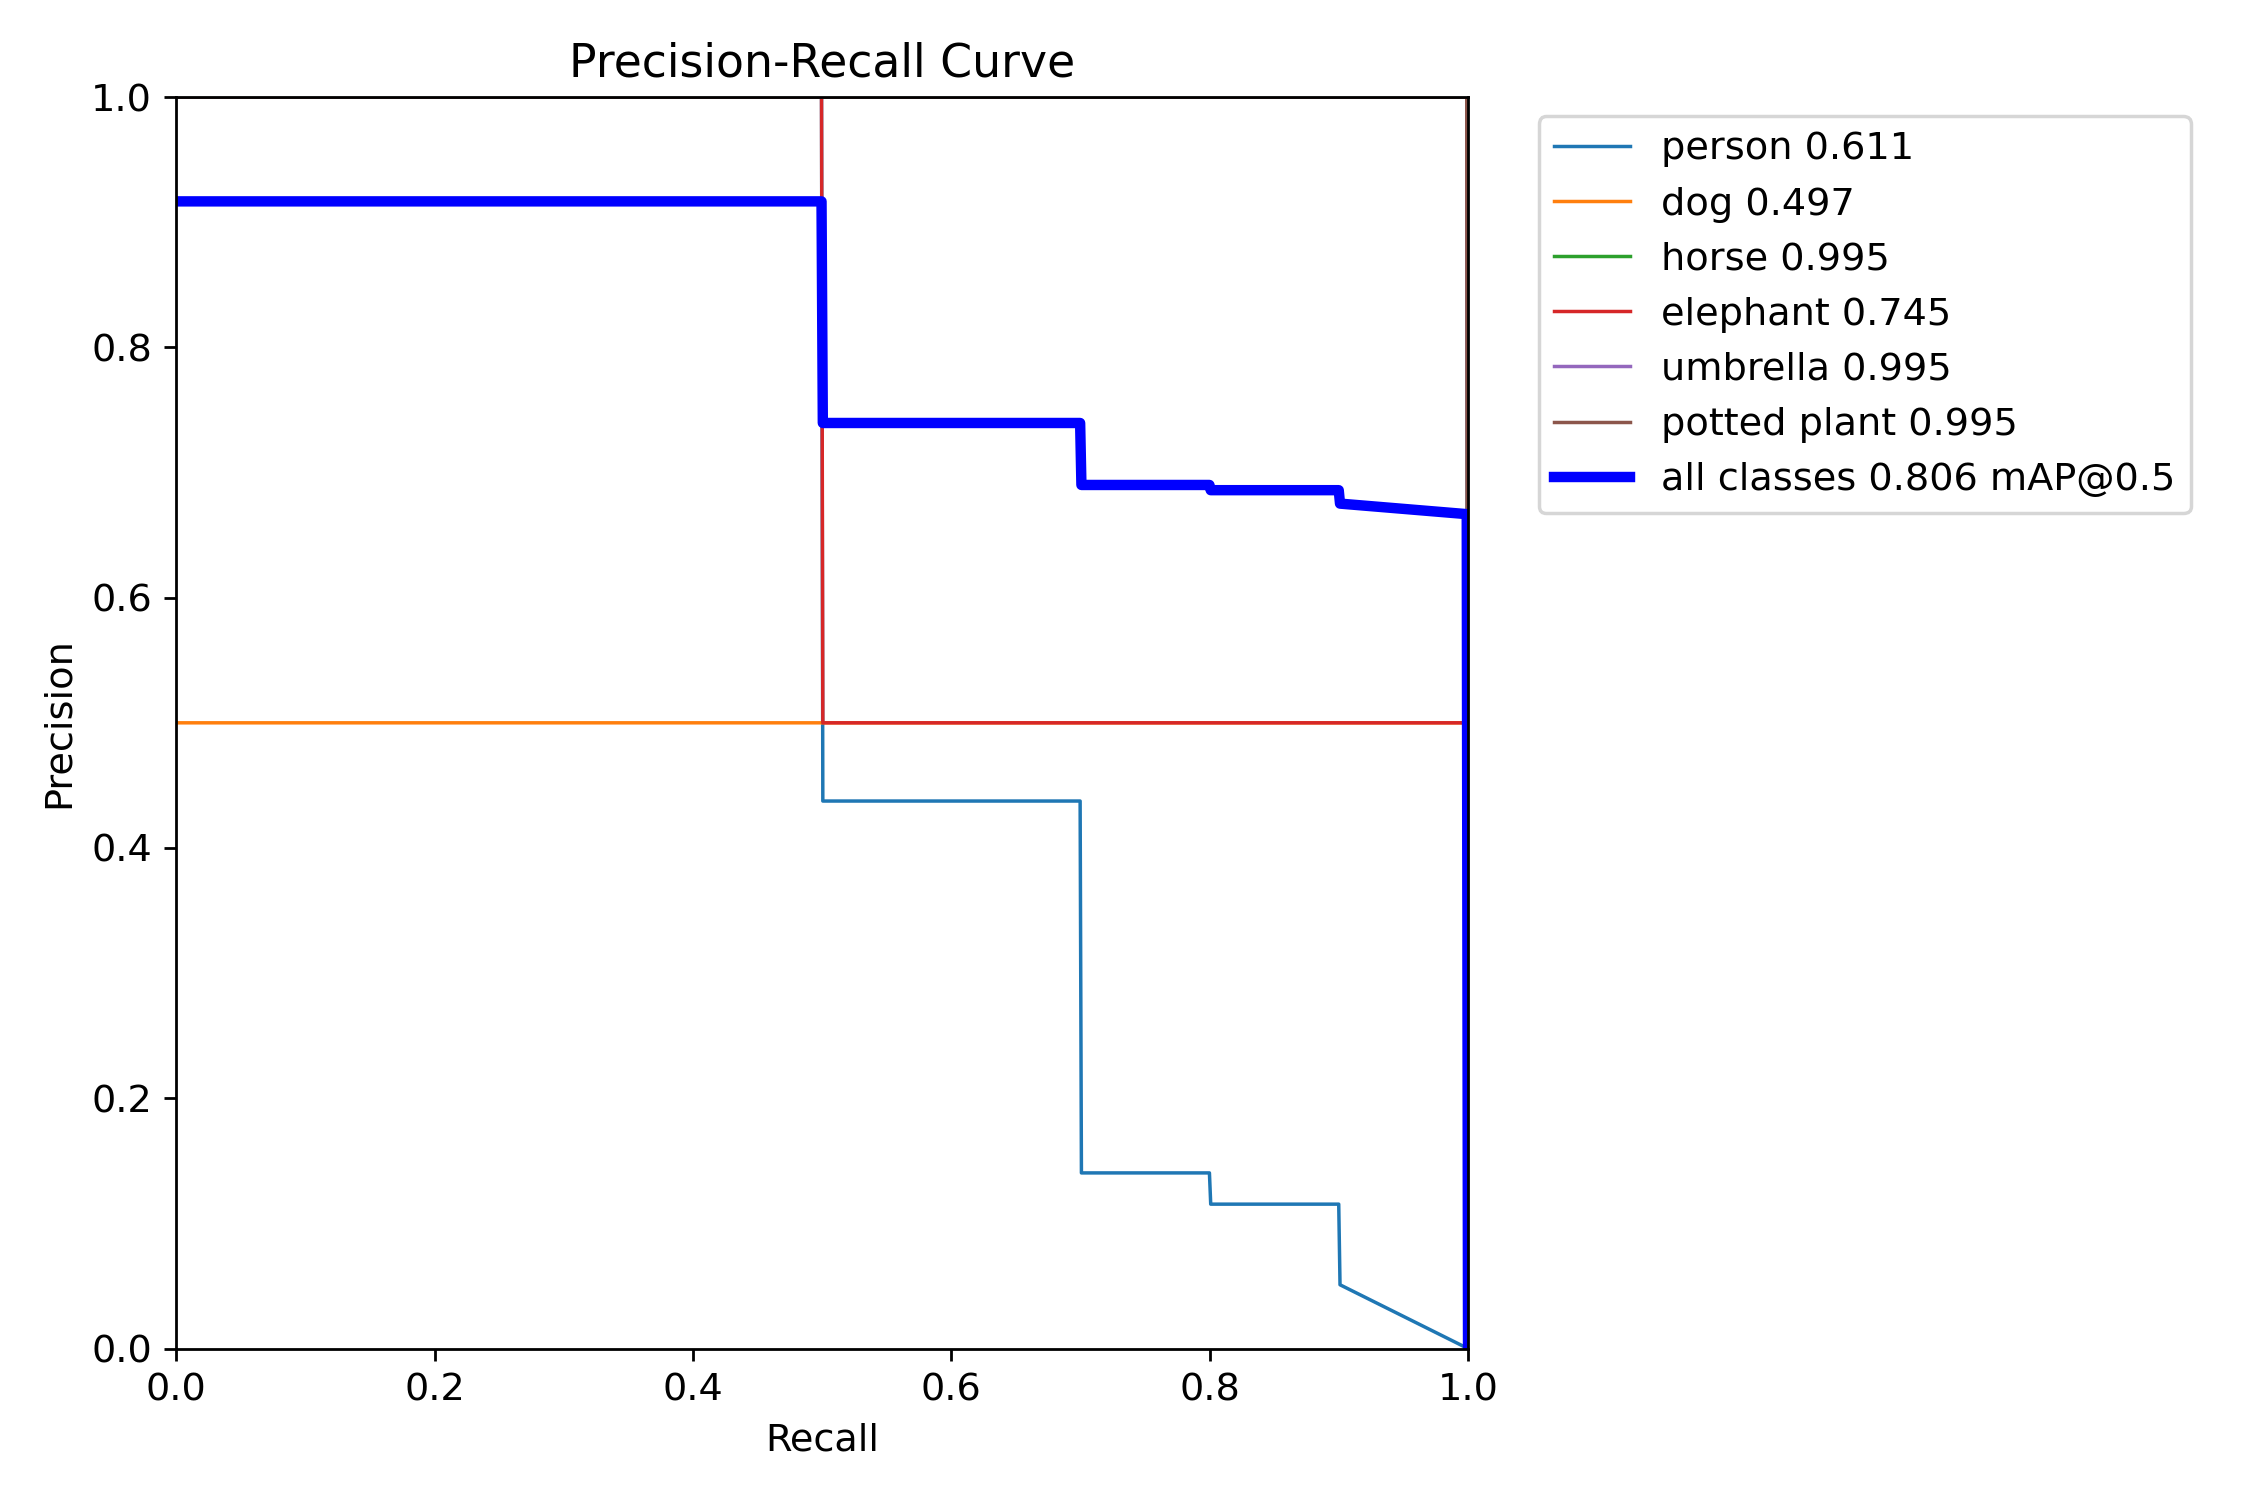 Precision-Recall Curve
1.0
0.8
0.6
0.4
0.2
0.0
Precision
0.0 0.2 0.4 0.6 0.8 1.0
Recall
person 0.611
dog 0.497
horse 0.995
elephant 0.745
umbrella 0.995
potted plant 0.995
all classes 0.806 mAP@0.5